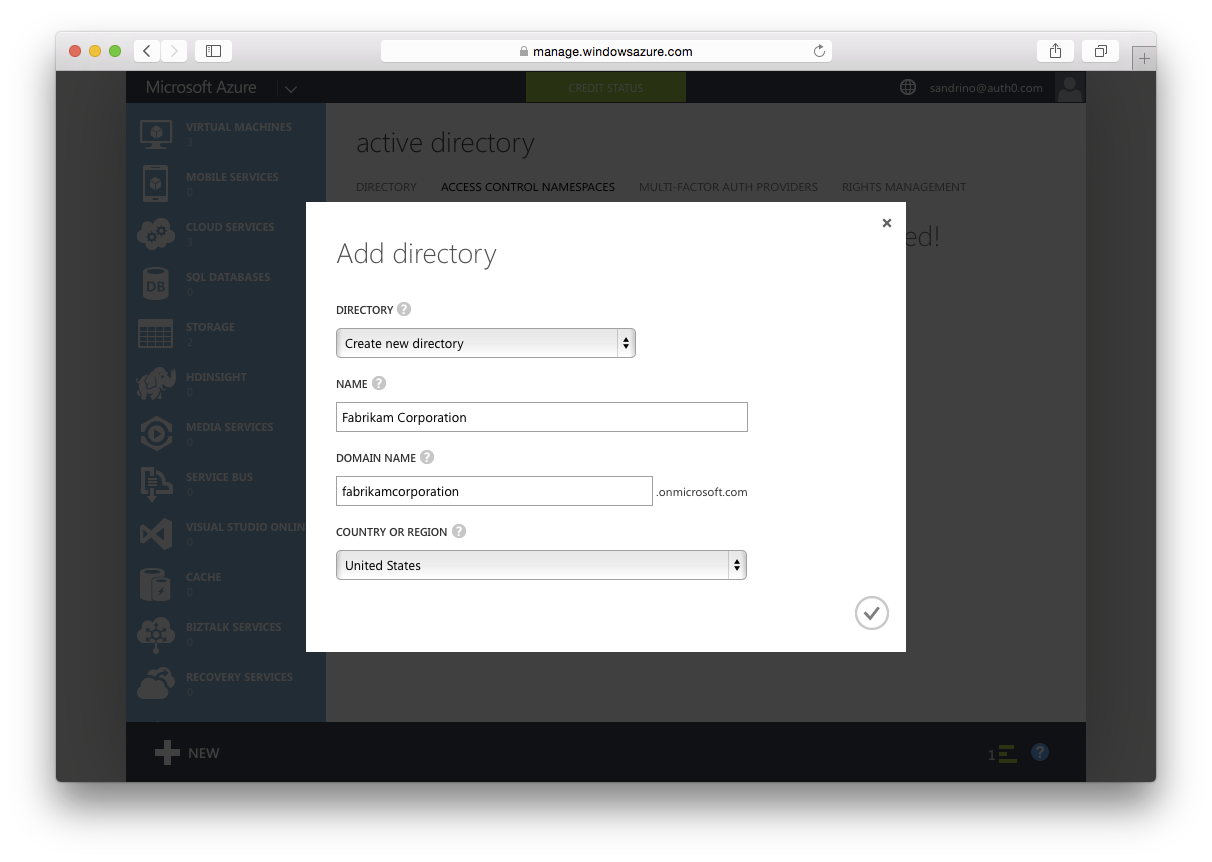 manage.windowsazure.com
Microsoft Azure
CREDIT STATUS
sandrino@auth0.com
VIRTUAL MACHINES
3
MOBILE SERVICES
0
CLOUD SERVICES
3
SQL DATABASES
0
DB
STORAGE
2
HDINSIGHT
0
MEDIA SERVICES
0
SERVICE BUS
0
VISUAL STUDIO ONLIN
0
CACHE
0
BIZTALK SERVICES
0
RECOVERY SERVICES
0
active directory
DIRECTORY ACCESS CONTROL NAMESPACES MULTI-FACTOR AUTH PROVIDERS RIGHTS MANAGEMENT
ed!
Add directory
DIRECTORY ?
Create new directory
NAME ?
Fabrikam Corporation
DOMAIN NAME ?
fabrikamcorporation .onmicrosoft.com
COUNTRY OR REGION ?
United States
NEW
1
?